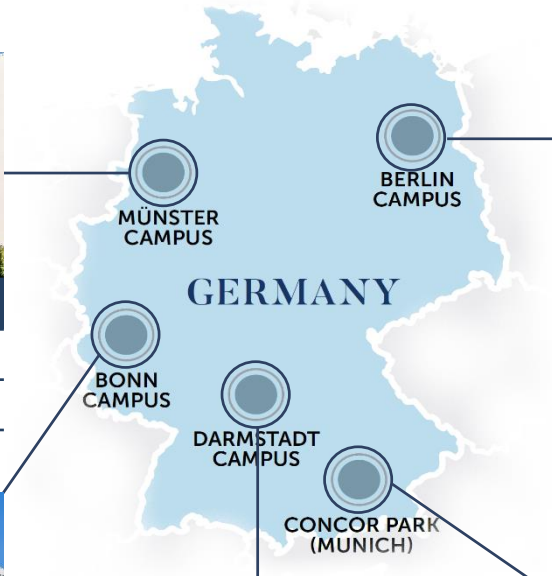 BERLIN
CAMPUS
MÜNSTER
CAMPUS
GERMANY
BONN
CAMPUS
DARMSTADT
CAMPUS
CONCOR PARK
(MUNICH)